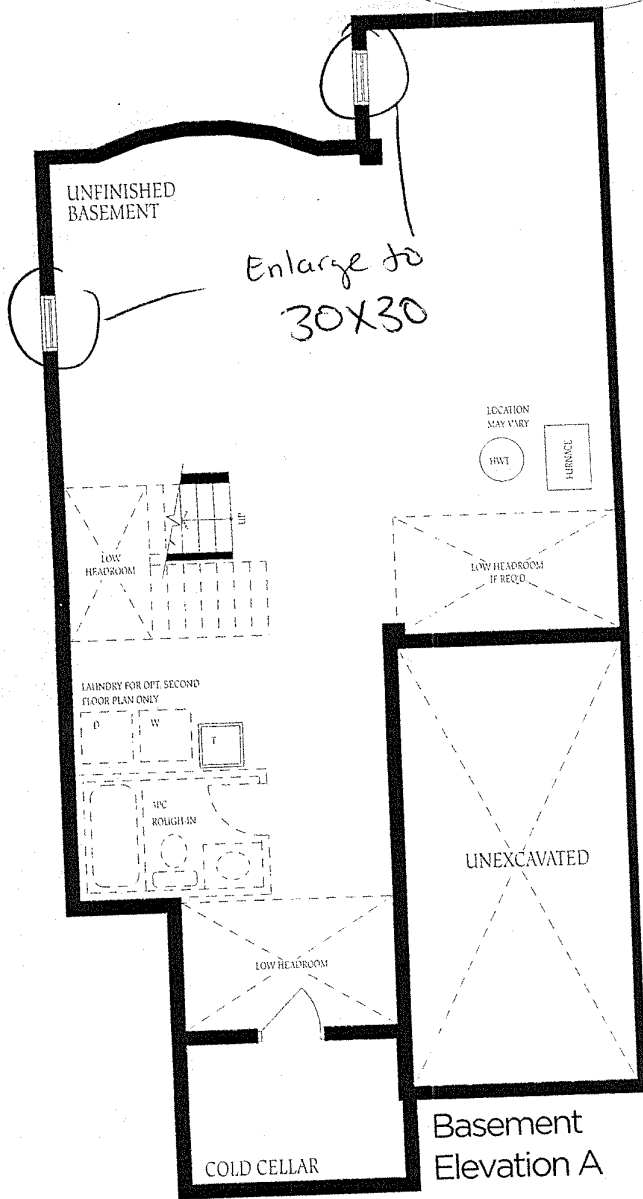 UNFINISHED
BASEMENT
Enlarge to
30X30
LOCATION
MAY VARY
HWT
FURNACE
UP
LOW
HEADROOM
LOW HEADROOM
IF REQ'D
LAUNDRY FOR OPT. SECOND
FLOOR PLAN ONLY
D
W
T
3PC
ROUGH-IN
UNEXCAVATED
LOW HEADROOM
COLD CELLAR
Basement
Elevation A